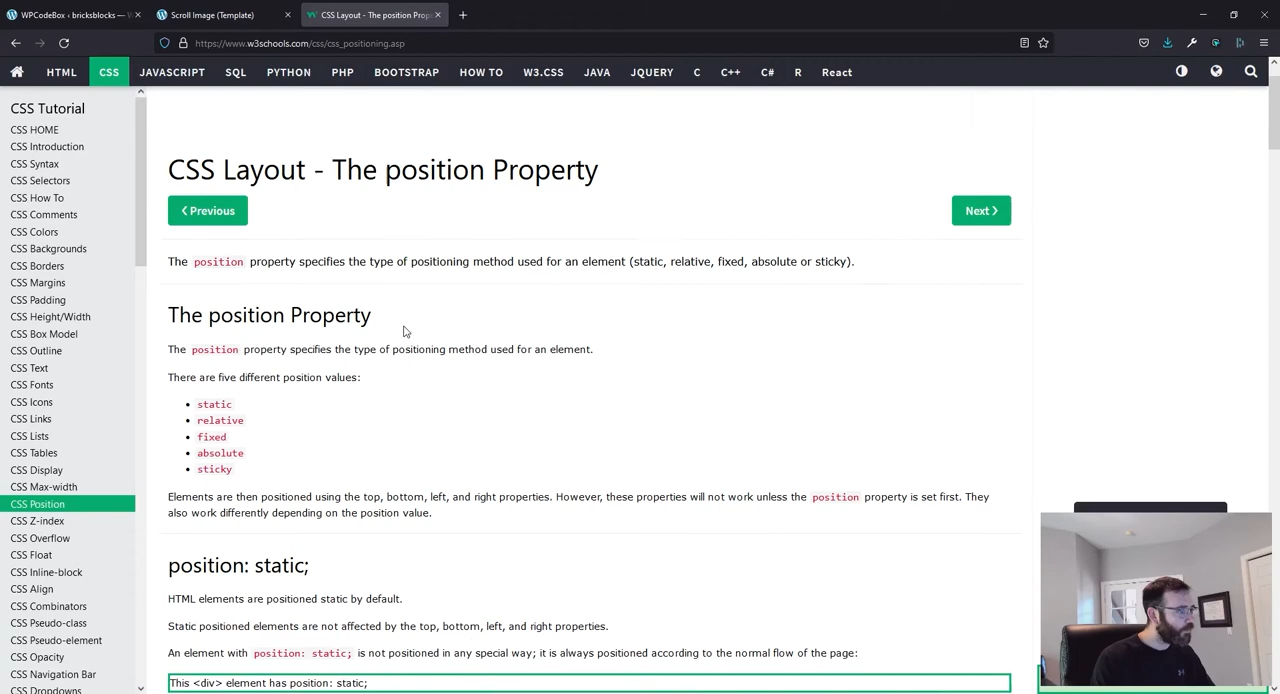 WPCodeBox ‹ bricksblocks — W
Scroll Image (Template)
CSS Layout - The position Prop
https://www.w3schools.com/css/css_positioning.asp
HTML CSS JAVASCRIPT SQL PYTHON PHP BOOTSTRAP HOW TO W3.CSS JAVA JQUERY C C++ C# R React
CSS Tutorial
CSS HOME
CSS Introduction
CSS Syntax
CSS Selectors
CSS How To
CSS Comments
CSS Colors
CSS Backgrounds
CSS Borders
CSS Margins
CSS Padding
CSS Height/Width
CSS Box Model
CSS Outline
CSS Text
CSS Fonts
CSS Icons
CSS Links
CSS Lists
CSS Tables
CSS Display
CSS Max-width
CSS Position
CSS Z-index
CSS Overflow
CSS Float
CSS Inline-block
CSS Align
CSS Combinators
CSS Pseudo-class
CSS Pseudo-element
CSS Opacity
CSS Navigation Bar
CSS Dropdowns
CSS Layout - The position Property
❮ Previous
Next ❯
The position property specifies the type of positioning method used for an element (static, relative, fixed, absolute or sticky).
The position Property
The position property specifies the type of positioning method used for an element.
There are five different position values:
• static
• relative
• fixed
• absolute
• sticky
Elements are then positioned using the top, bottom, left, and right properties. However, these properties will not work unless the position property is set first. They
also work differently depending on the position value.
position: static;
HTML elements are positioned static by default.
Static positioned elements are not affected by the top, bottom, left, and right properties.
An element with position: static; is not positioned in any special way; it is always positioned according to the normal flow of the page:
This <div> element has position: static;